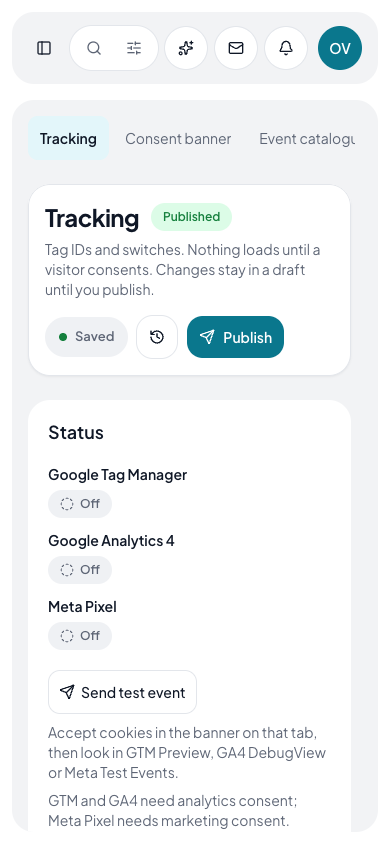 OV
Tracking Consent banner Event catalogu
Tracking Published
Tag IDs and switches. Nothing loads until a
visitor consents. Changes stay in a draft
until you publish.
Saved Publish
Status
Google Tag Manager
Off
Google Analytics 4
Off
Meta Pixel
Off
Send test event
Accept cookies in the banner on that tab,
then look in GTM Preview, GA4 DebugView
or Meta Test Events.
GTM and GA4 need analytics consent;
Meta Pixel needs marketing consent.